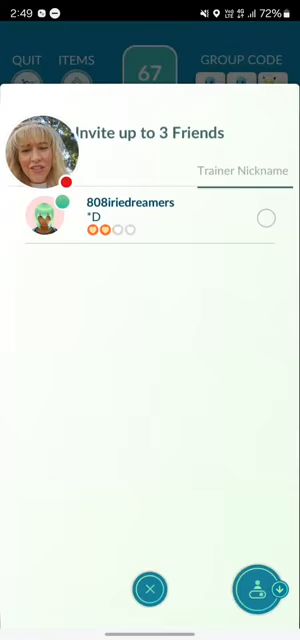 2:49 72%
QUIT ITEMS 67 GROUP CODE
Invite up to 3 Friends
Trainer Nickname
808iriedreamers
*D